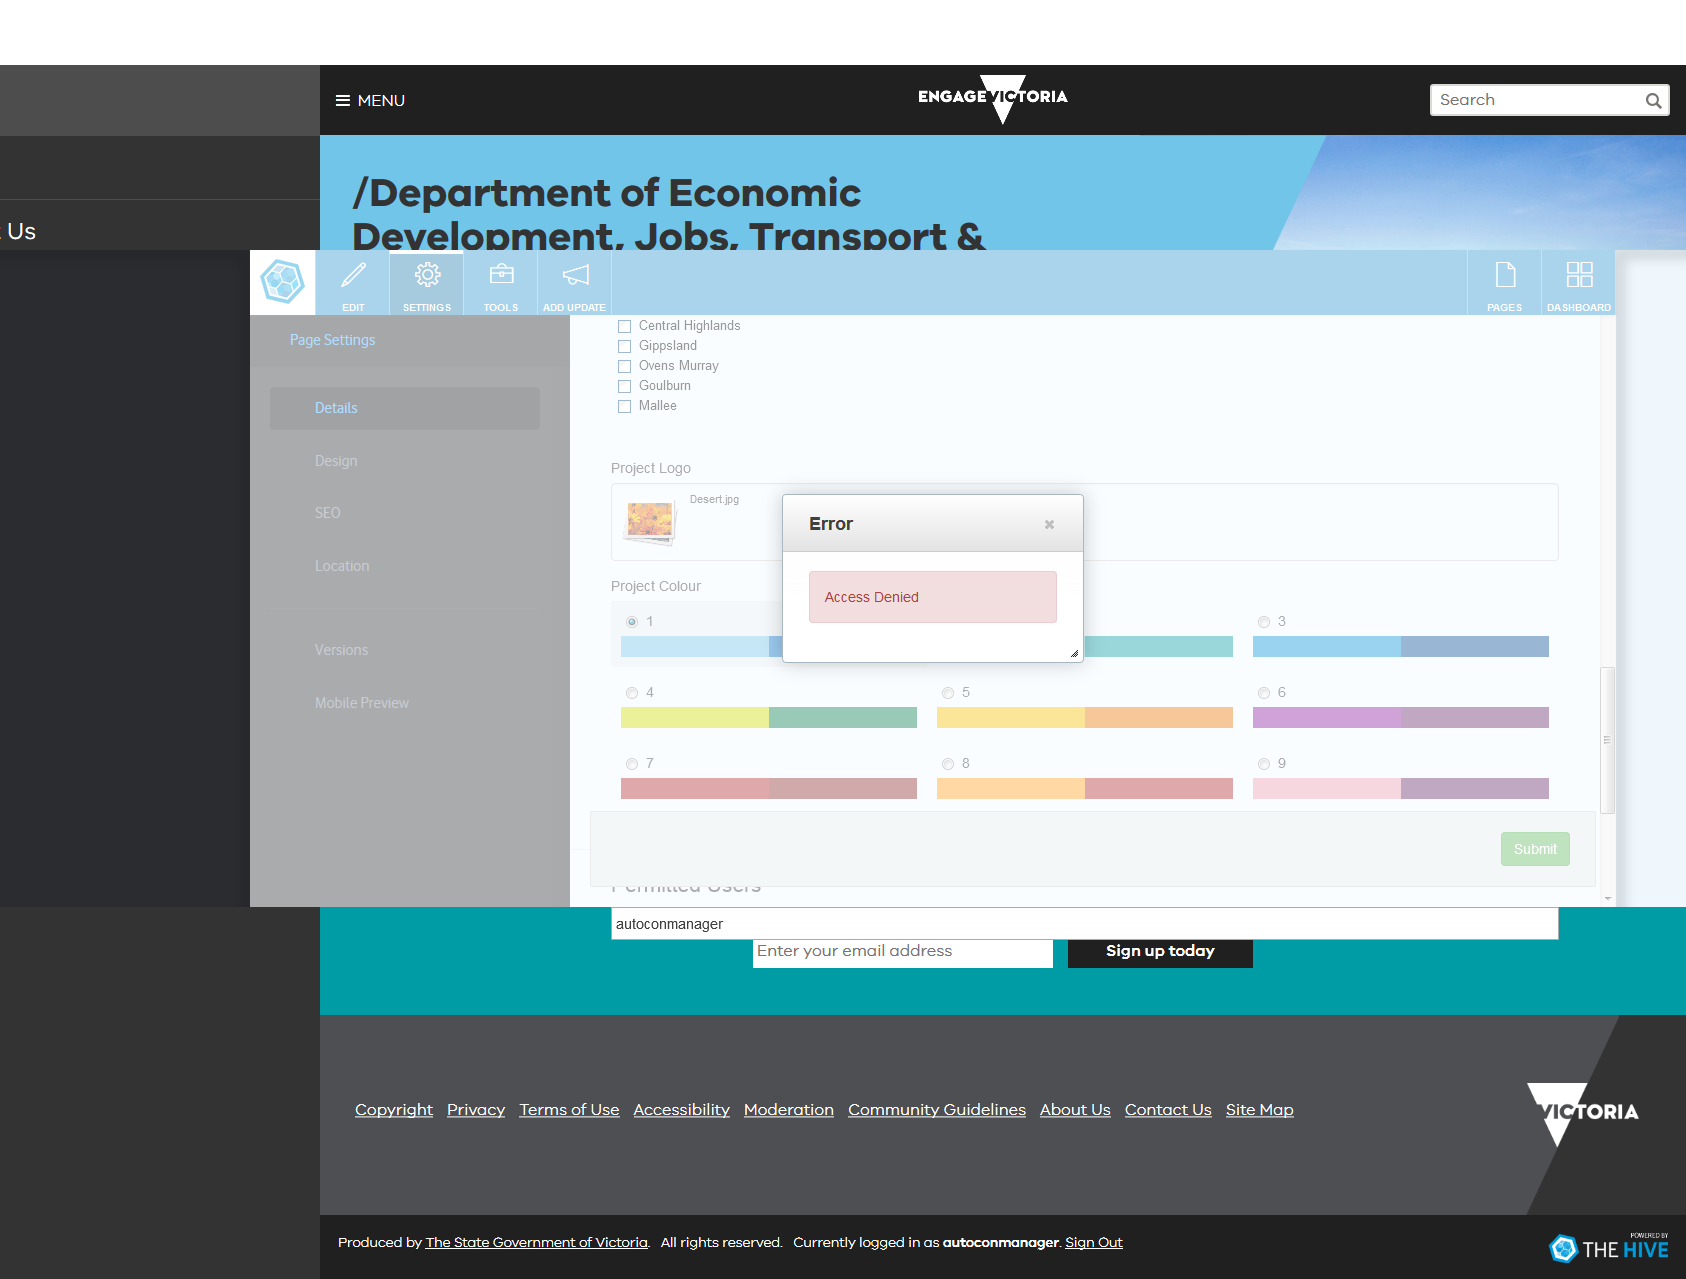 MENU
ENGAGEVICTORIA
Search
/Department of Economic
Development, Jobs, Transport &
Us
EDIT
SETTINGS
TOOLS
ADD UPDATE
PAGES
DASHBOARD
Page Settings
Details
Design
SEO
Location
Versions
Mobile Preview
Central Highlands
Gippsland
Ovens Murray
Goulburn
Mallee
Project Logo
Desert.jpg
Error
×
Access Denied
Project Colour
1
3
4
5
6
7
8
9
Submit
Permitted Users
autoconmanager
Enter your email address
Sign up today
Copyright Privacy Terms of Use Accessibility Moderation Community Guidelines About Us Contact Us Site Map
VICTORIA
Produced by The State Government of Victoria. All rights reserved. Currently logged in as autoconmanager. Sign Out
POWERED BY
THE HIVE